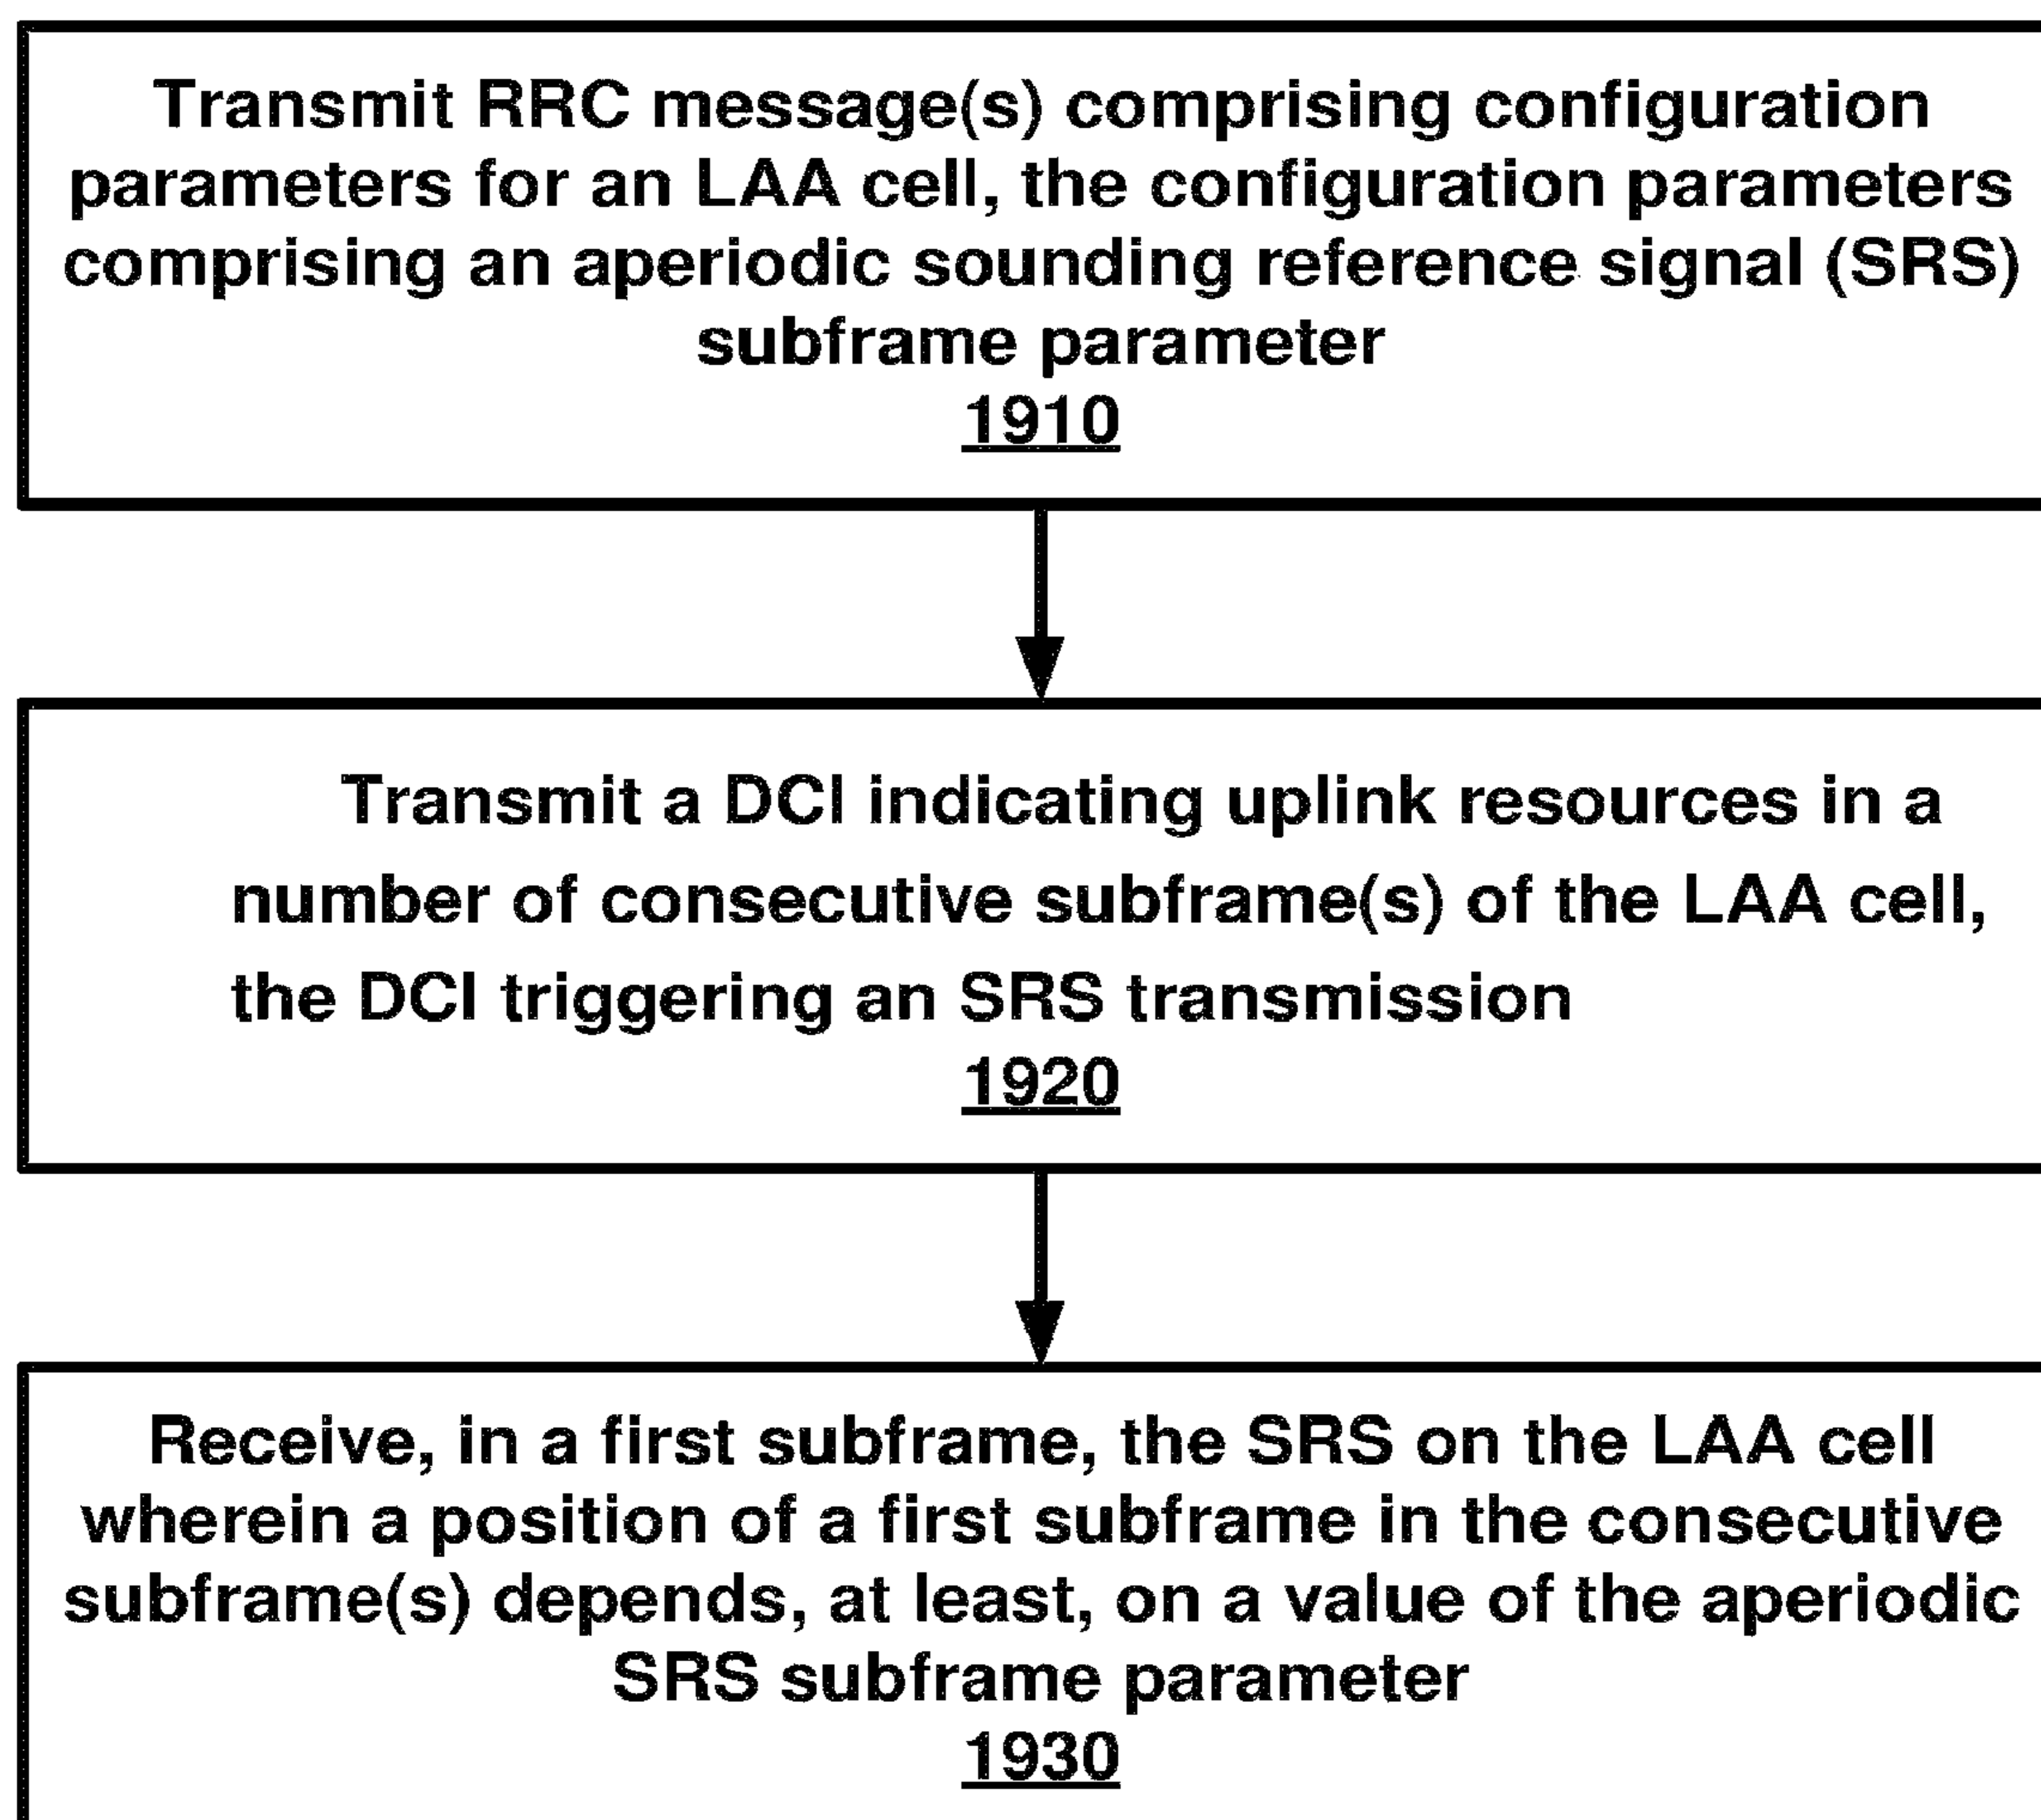 Transmit RRC message(s) comprising configuration
parameters for an LAA cell, the configuration parameters
comprising an aperiodic sounding reference signal (SRS)
subframe parameter
1910
Transmit a DCI indicating uplink resources in a
number of consecutive subframe(s) of the LAA cell,
the DCI triggering an SRS transmission
1920
Receive, in a first subframe, the SRS on the LAA cell
wherein a position of a first subframe in the consecutive
subframe(s) depends, at least, on a value of the aperiodic
SRS subframe parameter
1930